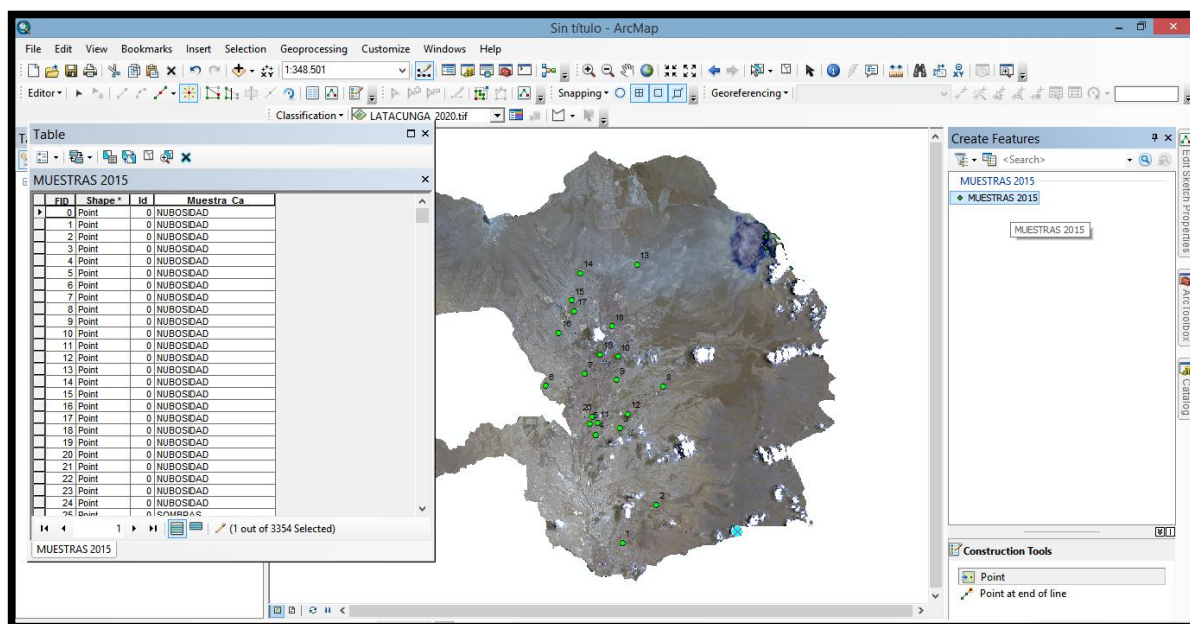 Sin título - ArcMap
File Edit View Bookmarks Insert Selection Geoprocessing Customize Windows Help
1:348.501
Editor Snapping Georeferencing
Classification LATACUNGA_2020.tif
Table
MUESTRAS 2015
FID Shape * Id Muestra_Ca
0 Point 0 NUBOSIDAD
1 Point 0 NUBOSIDAD
2 Point 0 NUBOSIDAD
3 Point 0 NUBOSIDAD
4 Point 0 NUBOSIDAD
5 Point 0 NUBOSIDAD
6 Point 0 NUBOSIDAD
7 Point 0 NUBOSIDAD
8 Point 0 NUBOSIDAD
9 Point 0 NUBOSIDAD
10 Point 0 NUBOSIDAD
11 Point 0 NUBOSIDAD
12 Point 0 NUBOSIDAD
13 Point 0 NUBOSIDAD
14 Point 0 NUBOSIDAD
15 Point 0 NUBOSIDAD
16 Point 0 NUBOSIDAD
17 Point 0 NUBOSIDAD
18 Point 0 NUBOSIDAD
19 Point 0 NUBOSIDAD
20 Point 0 NUBOSIDAD
21 Point 0 NUBOSIDAD
22 Point 0 NUBOSIDAD
23 Point 0 NUBOSIDAD
24 Point 0 NUBOSIDAD
25 Point 0 SOMBRAS
1 (1 out of 3354 Selected)
MUESTRAS 2015
13
14
15
17
18
16
19 10
7
9
6
8
12
11
2
1
Create Features
<Search>
MUESTRAS 2015
MUESTRAS 2015
MUESTRAS 2015
Construction Tools
Point
Point at end of line
Edit Sketch Properties
ArcToolbox
Catalog